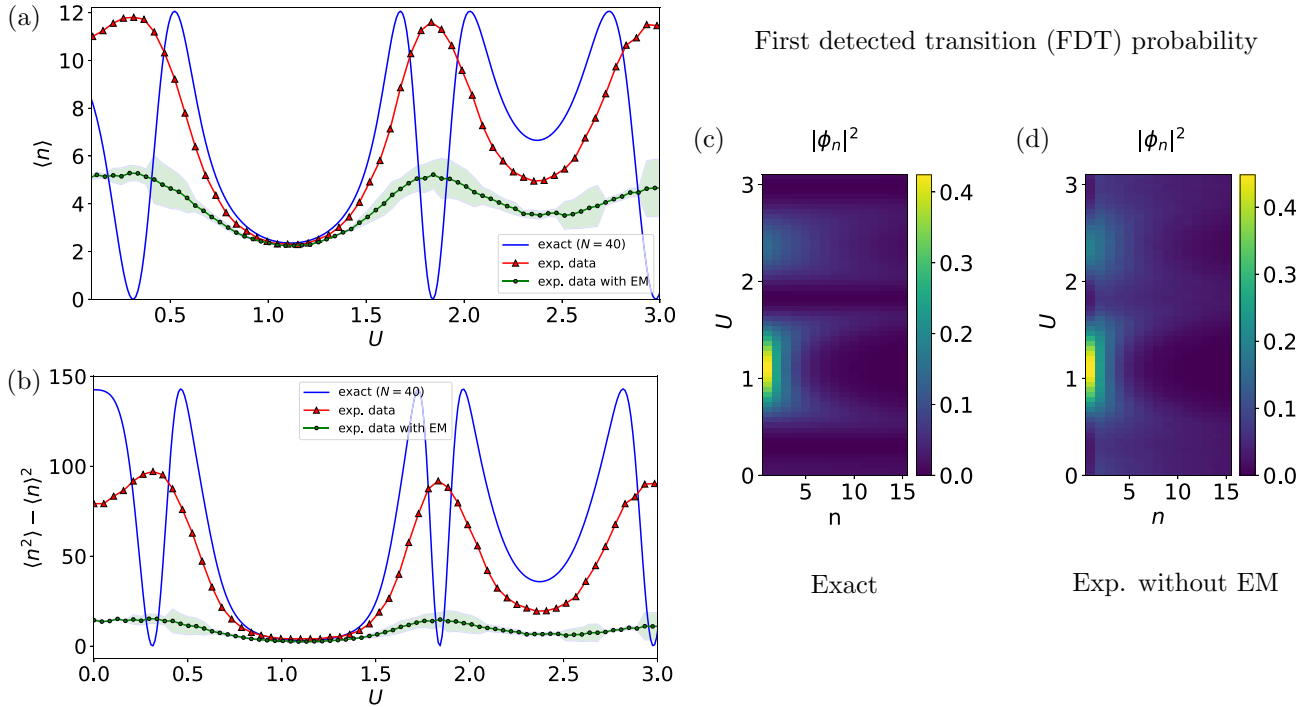 (a)
12
10
8
6
4
2
0
⟨n⟩
exact (N = 40)
exp. data
exp. data with EM
0.5 1.0 1.5 2.0 2.5 3.0
U
(b)
150
100
50
0
⟨n²⟩ − ⟨n⟩²
exact (N = 40)
exp. data
exp. data with EM
0.0 0.5 1.0 1.5 2.0 2.5 3.0
U
First detected transition (FDT) probability
(c)
|ϕₙ|²
3
2
1
0
U
5 10 15
n
0.4
0.3
0.2
0.1
0.0
Exact
(d)
|ϕₙ|²
3
2
1
0
U
5 10 15
n
0.4
0.3
0.2
0.1
0.0
Exp. without EM